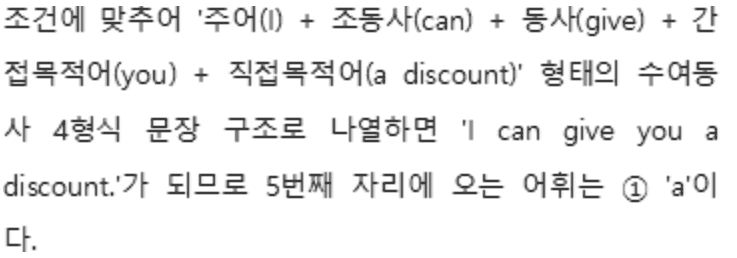 조건에 맞추어 '주어(I) + 조동사(can) + 동사(give) + 간
접목적어(you) + 직접목적어(a discount)' 형태의 수여동
사 4형식 문장 구조로 나열하면 'I can give you a
discount.'가 되므로 5번째 자리에 오는 어휘는 ① 'a'이
다.